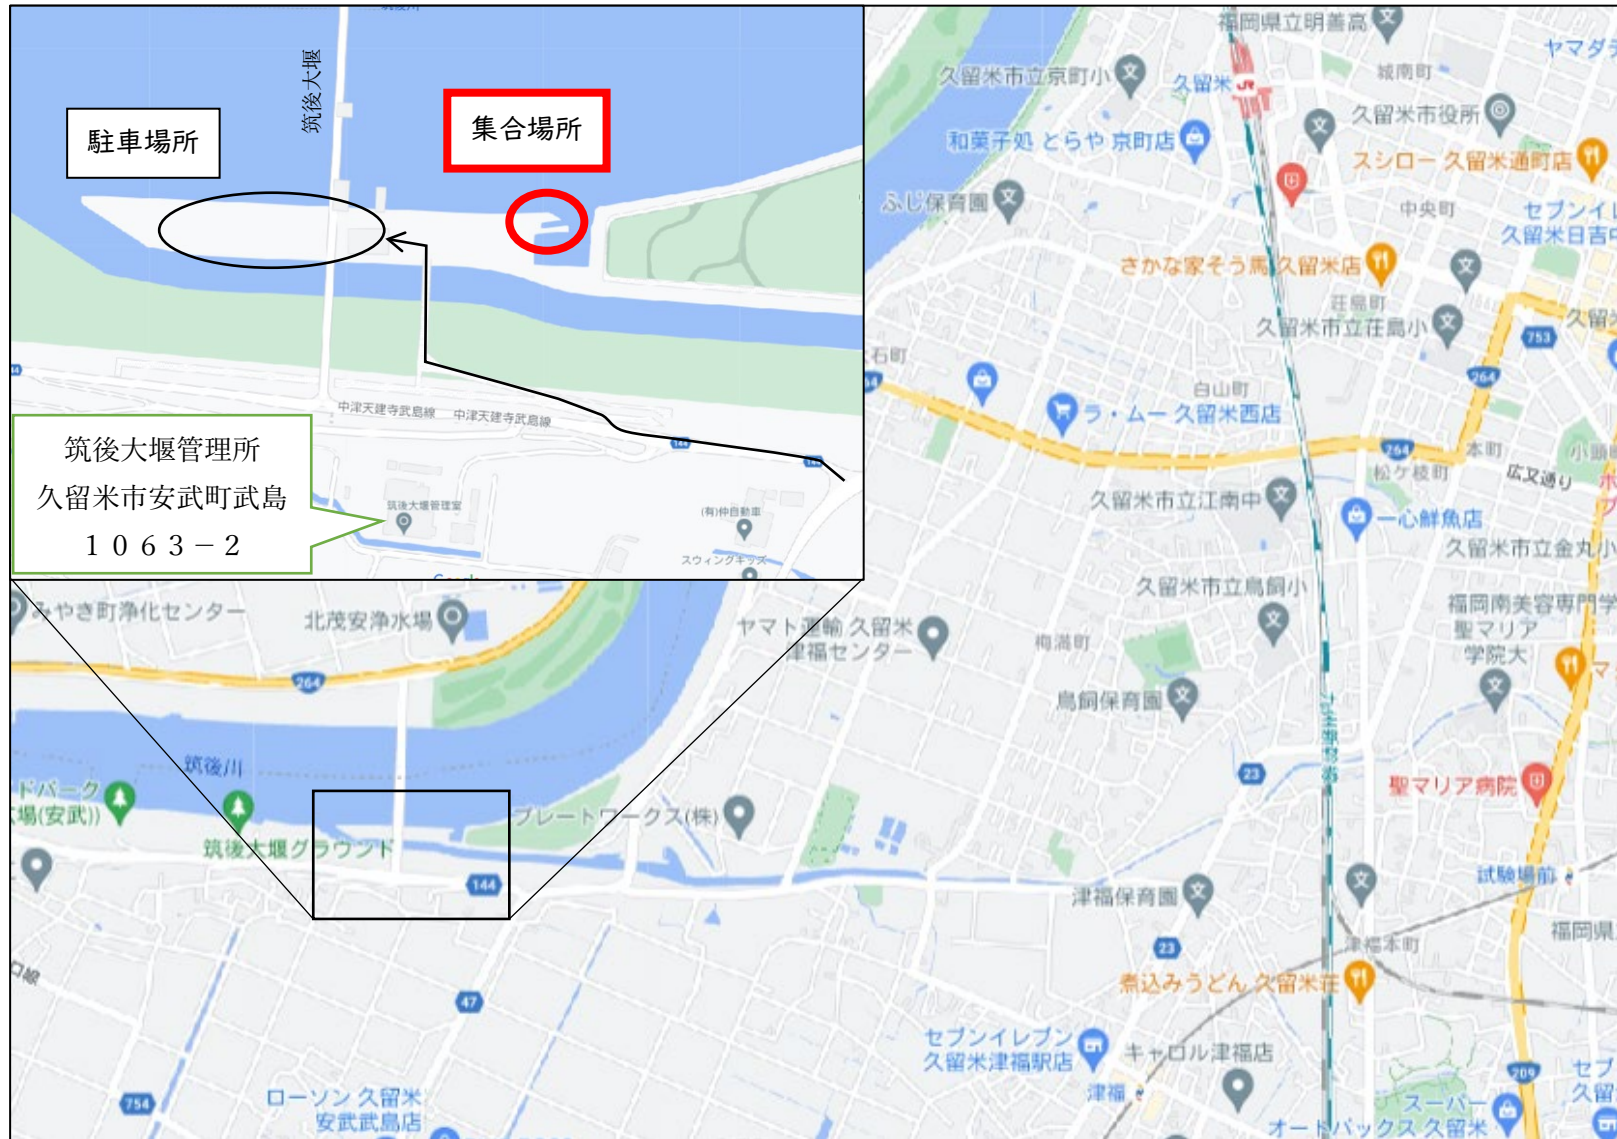 筑後川
筑後大堰
駐車場所
集合場所
中津天建寺武島線
中津天建寺武島線
144
筑後大堰管理所
久留米市安武町武島
１０６３－２
筑後大堰管理室
(有)仲自動車
スウィングキッズ
福岡県立明善高
久留米市立京町小
久留米
JR
城南町
久留米市役所
和菓子処 とらや 京町店
スシロー 久留米通町店
ふじ保育園
中央町
セブンイレ
久留米日吉中
さかな家そう馬 久留米店
荘島町
久留米市立荘島小
753
264
白山町
ラ・ムー 久留米西店
264
本町
松ケ枝町
広又通り
久留米市立江南中
一心鮮魚店
久留米市立金丸小
久留米市立鳥飼小
福岡南美容専門学
聖マリア
学院大
みやき町浄化センター
北茂安浄水場
ヤマト運輸 久留米
津福センター
梅満町
264
鳥飼保育園
筑後川
23
聖マリア病院
ドパーク
場(安武))
筑後大堰グラウンド
プレートワークス(株)
144
津福保育園
試験場前
23
津福本町
福岡県
煮込みうどん 久留米荘
47
セブンイレブン
久留米津福駅店
キャロル津福店
209
754
ローソン 久留米
安武武島店
津福
スーパー
オートバックス 久留米
セブ
久留